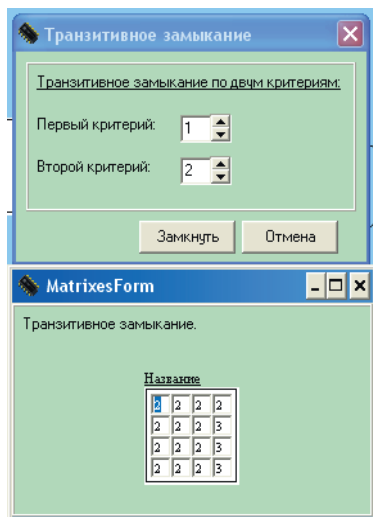 Транзитивное замыкание
Транзитивное замыкание по двум критериям:
Первый критерий: 1
Второй критерий: 2
Замкнуть Отмена
MatrixesForm
Транзитивное замыкание.
Название
2 2 2 2
2 2 2 3
2 2 2 3
2 2 2 3